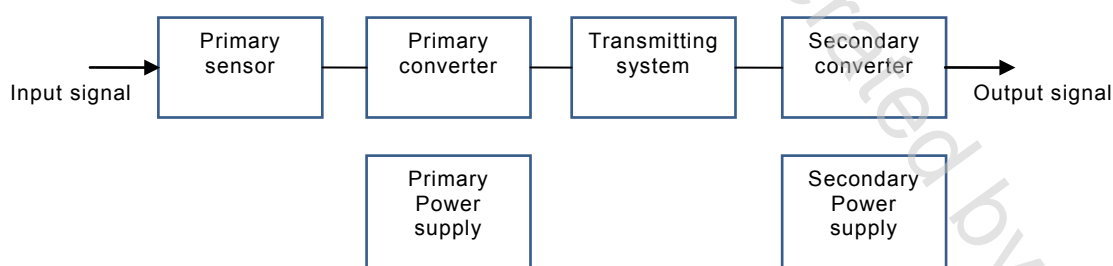 Primary
sensor
Primary
converter
Transmitting
system
Secondary
converter
Input signal
Output signal
Primary
Power
supply
Secondary
Power
supply